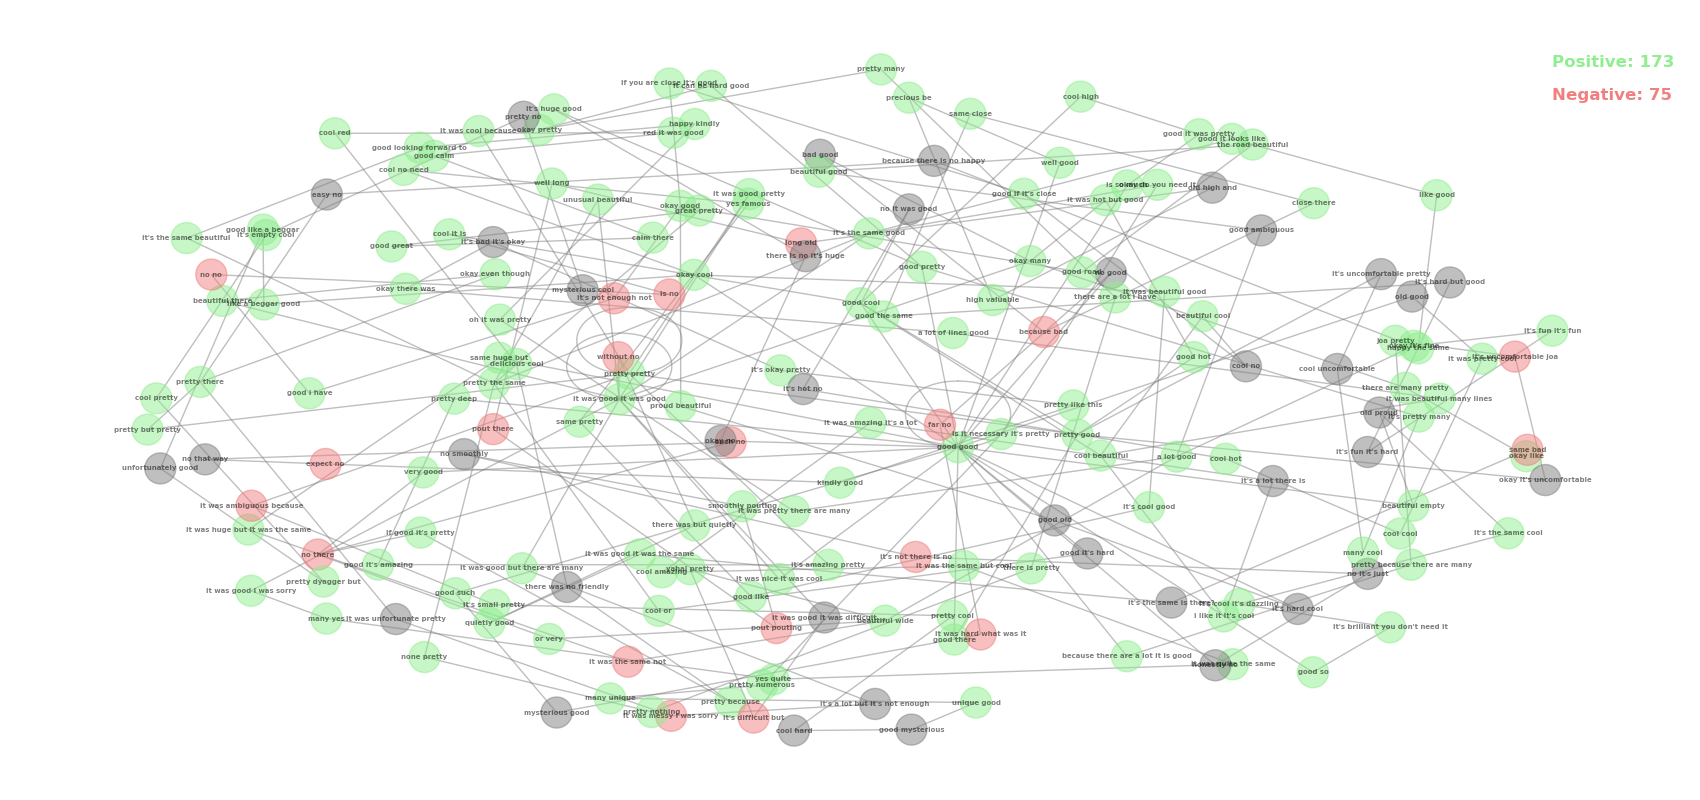 Positive: 173
Negative: 75
pretty many
if you are close it's good
it can be hard good
precious be
cool high
it's huge good
pretty no
same close
cool red
it was cool because
okay pretty
happy kindly
red it was good
good it was pretty
good it looks like
the road beautiful
good looking forward to
good calm
bad good
because there is no happy
well good
cool no need
beautiful good
well long
easy no
unusual beautiful
it was good pretty
yes famous
good if it's close
old high and
it was hot but good
like good
close there
okay good
great pretty
no it was good
good like a beggar
it's empty cool
it's the same beautiful
cool it is
it's bad it's okay
calm there
long old
it's the same good
good ambiguous
good great
there is no it's huge
okay many
no no
okay even though
okay cool
good pretty
good road
no good
it's uncomfortable pretty
it's hard but good
okay there was
mysterious cool
it's not enough not
is no
it was beautiful good
there are a lot i have
old good
beautiful there
like a beggar good
good cool
high valuable
oh it was pretty
good the same
beautiful cool
a lot of lines good
because bad
it's fun it's fun
joa pretty
happy the same
same huge but
delicious cool
without no
good hot
it was pretty cool
it's uncomfortable joa
pretty there
pretty the same
pretty pretty
it's okay pretty
cool no
cool uncomfortable
good i have
it's hot no
there are many pretty
cool pretty
pretty deep
it was good it was good
proud beautiful
pretty like this
it was beautiful many lines
old proud
it's pretty many
pretty but pretty
pout there
same pretty
it was amazing it's a lot
far no
is it necessary it's pretty
pretty good
okay no
good good
no that way
no smoothly
cool beautiful
a lot good
cool hot
it's fun it's hard
same bad
okay like
unfortunately good
expect no
very good
kindly good
it's a lot there is
okay it's uncomfortable
it was ambiguous because
smoothly pouting
it was pretty there are many
it's cool good
beautiful empty
it was huge but it was the same
if good it's pretty
there was but quietly
good old
cool cool
it's the same cool
no there
good it's amazing
it was good it was the same
it's not there is no
good it's hard
many cool
pretty dyagger but
it was good but there are many
cool amazing
it's amazing pretty
it was the same but cool
there is pretty
pretty because there are many
no it's just
it was good i was sorry
good such
there was no friendly
it was nice it was cool
good like
it's small pretty
cool or
it's the same is there?
it's cool it's dazzling
it's hard cool
many yes
it was unfortunate pretty
quietly good
pout pouting
it was good it was difficult
beautiful wide
pretty cool
i like it it's cool
or very
it was hard what was it
good there
it's brilliant you don't need it
none pretty
it was the same not
because there are a lot it is good
it was quite the same
good so
yes quite
pretty numerous
many unique
pretty because
mysterious good
pretty nothing
it was messy i was sorry
it's difficult but
it's a lot but it's not enough
unique good
cool hard
good mysterious